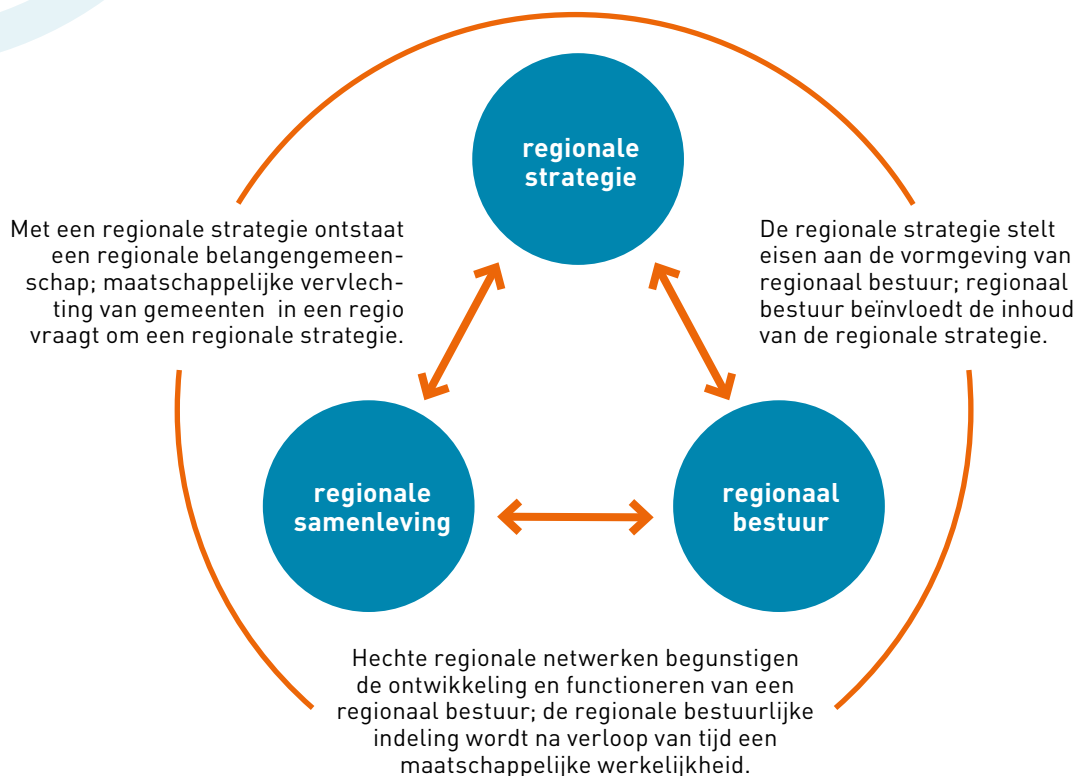 regionale
strategie
Met een regionale strategie ontstaat
een regionale belangengemeen-
schap; maatschappelijke vervlech-
ting van gemeenten in een regio
vraagt om een regionale strategie.
De regionale strategie stelt
eisen aan de vormgeving van
regionaal bestuur; regionaal
bestuur beïnvloedt de inhoud
van de regionale strategie.
regionale
samenleving
regionaal
bestuur
Hechte regionale netwerken begunstigen
de ontwikkeling en functioneren van een
regionaal bestuur; de regionale bestuurlijke
indeling wordt na verloop van tijd een
maatschappelijke werkelijkheid.